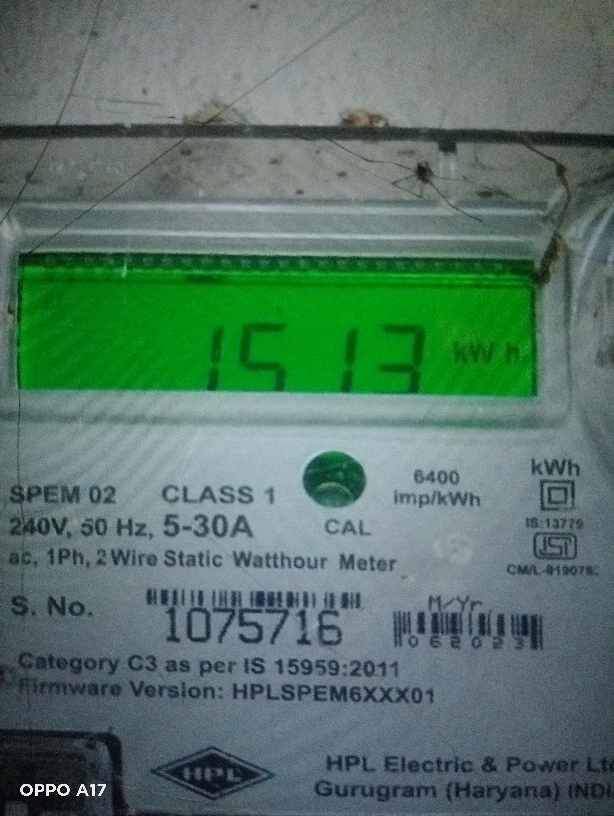 1513 kWh
6400
imp/kWh
kWh
SPEM 02 CLASS 1
240V, 50 Hz, 5-30A
CAL
IS:13779
ISI
ac, 1Ph, 2 Wire Static Watthour Meter
S. No.
1075716
M/Yr
062023
Category C3 as per IS 15959:2011
Firmware Version: HPLSPEM6XXX01
HPL
HPL Electric & Power
Gurugram (Haryana)
OPPO A17